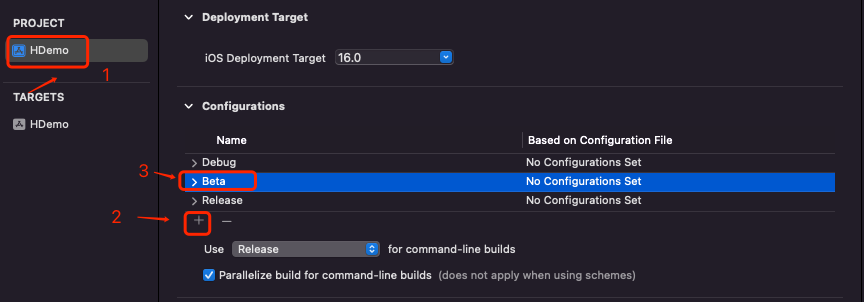 PROJECT
HDemo
1
TARGETS
HDemo
Deployment Target
iOS Deployment Target 16.0
Configurations
Name Based on Configuration File
Debug No Configurations Set
3 Beta No Configurations Set
Release No Configurations Set
2 + −
Use Release for command-line builds
Parallelize build for command-line builds (does not apply when using schemes)